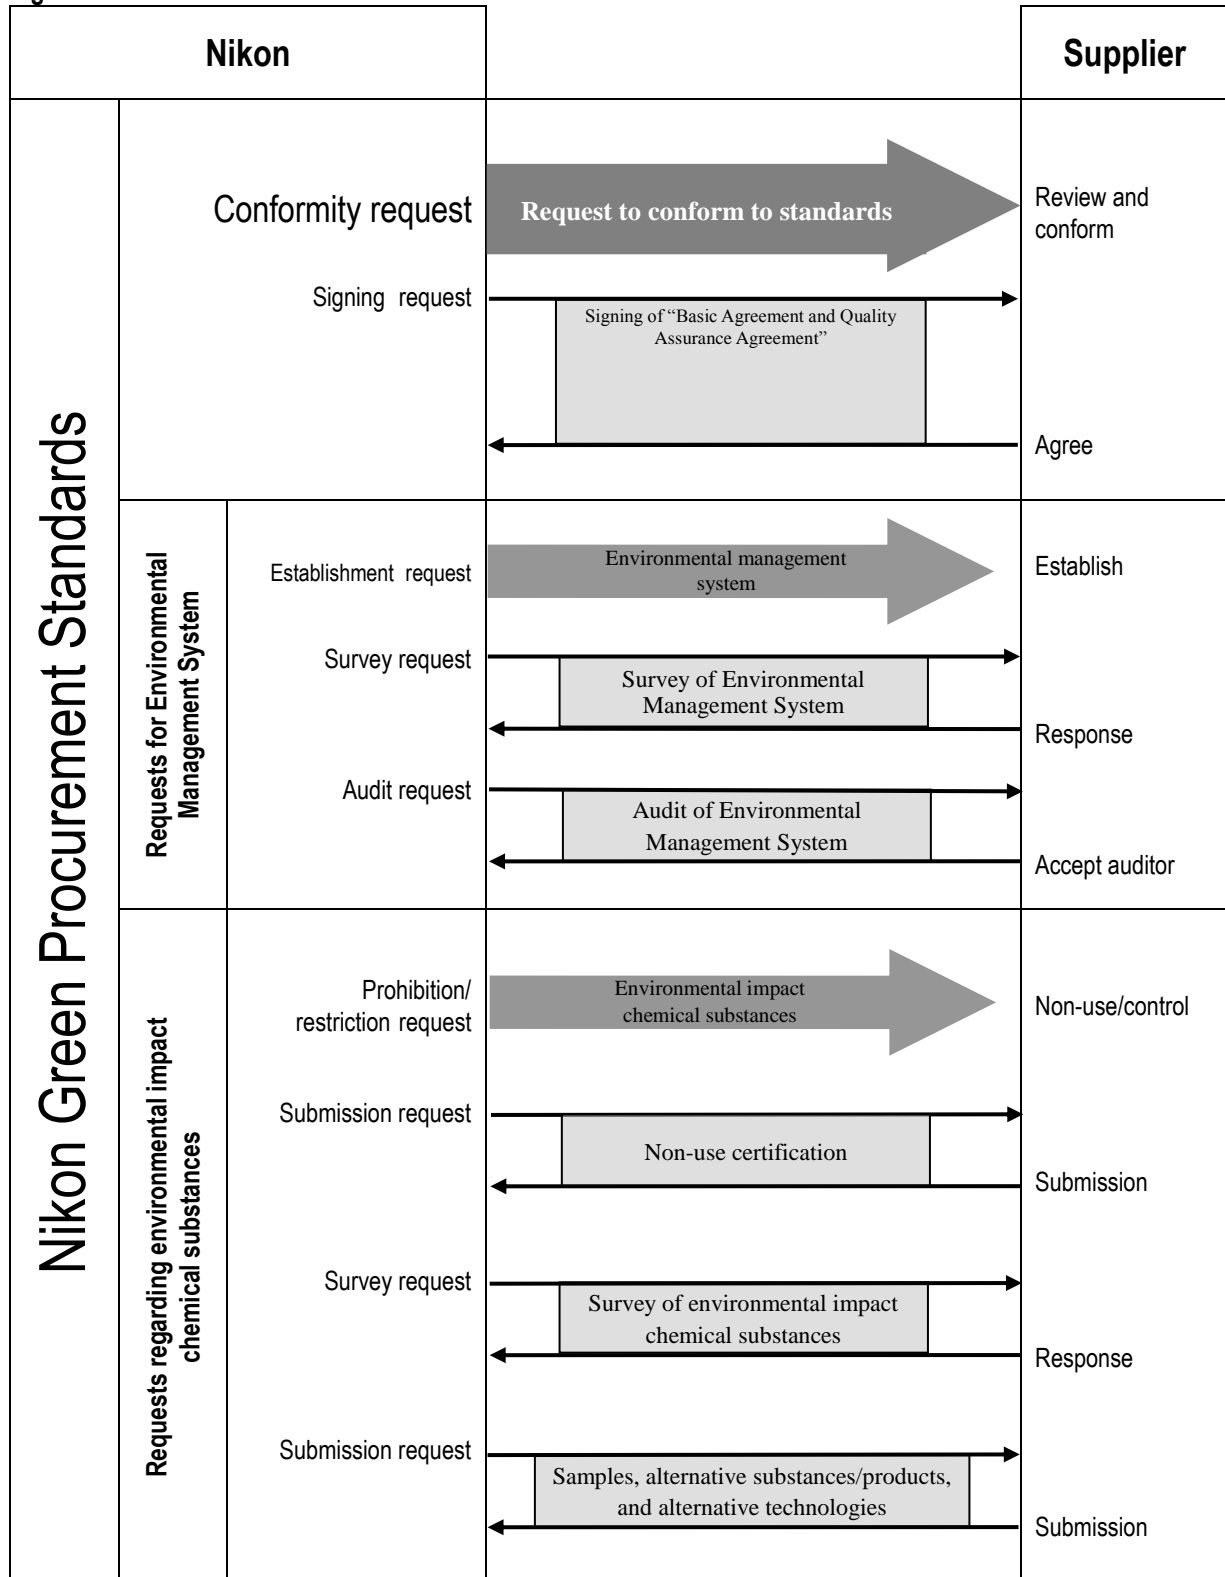 Nikon
Supplier
Nikon Green Procurement Standards
Conformity request
Request to conform to standards
Review and
conform
Signing request
Signing of “Basic Agreement and Quality
Assurance Agreement”
Agree
Requests for Environmental
Management System
Establishment request
Environmental management
system
Establish
Survey request
Survey of Environmental
Management System
Response
Audit request
Audit of Environmental
Management System
Accept auditor
Requests regarding environmental impact
chemical substances
Prohibition/
restriction request
Environmental impact
chemical substances
Non-use/control
Submission request
Non-use certification
Submission
Survey request
Survey of environmental impact
chemical substances
Response
Submission request
Samples, alternative substances/products,
and alternative technologies
Submission